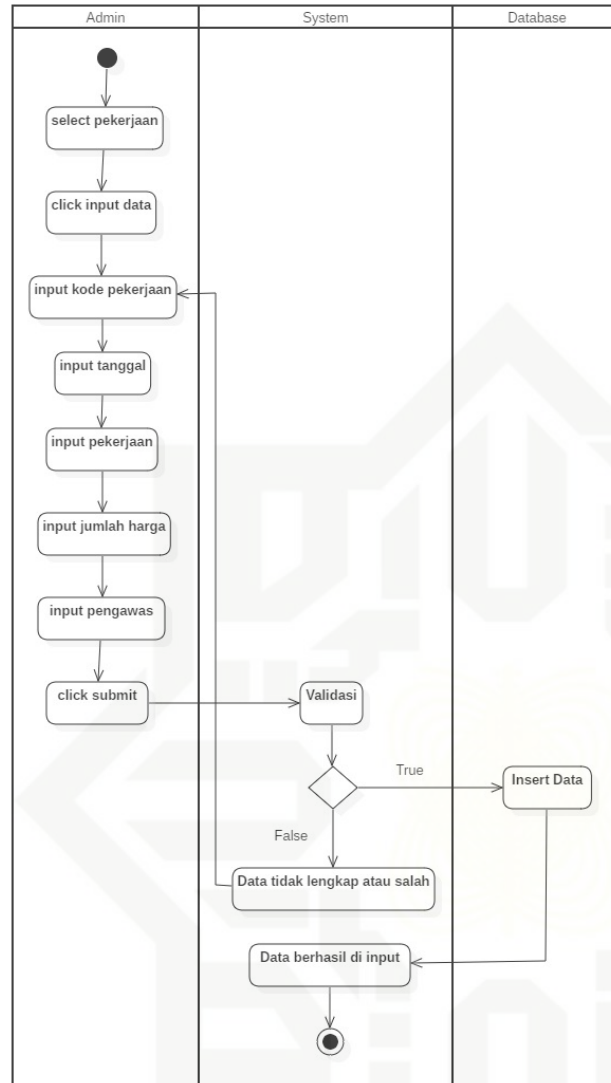 Admin
System
Database
select pekerjaan
click input data
input kode pekerjaan
input tanggal
input pekerjaan
input jumlah harga
input pengawas
click submit
Validasi
True
Insert Data
False
Data tidak lengkap atau salah
Data berhasil di input